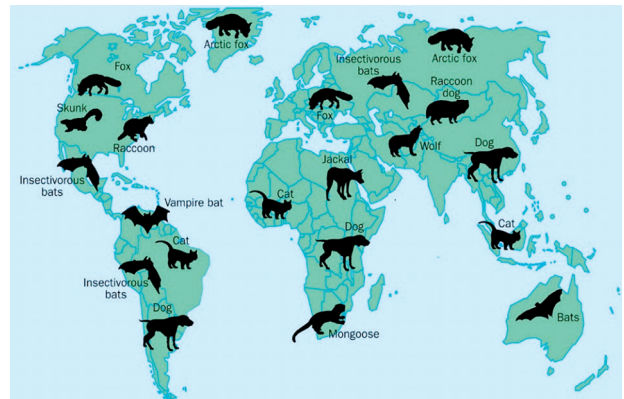 Arctic fox
Arctic fox
Fox
Insectivorous
bats
Raccoon
dog
Skunk
Fox
Raccoon
Wolf
Dog
Jackal
Insectivorous
bats
Cat
Vampire bat
Cat
Dog
Cat
Insectivorous
bats
Dog
Bats
Mongoose